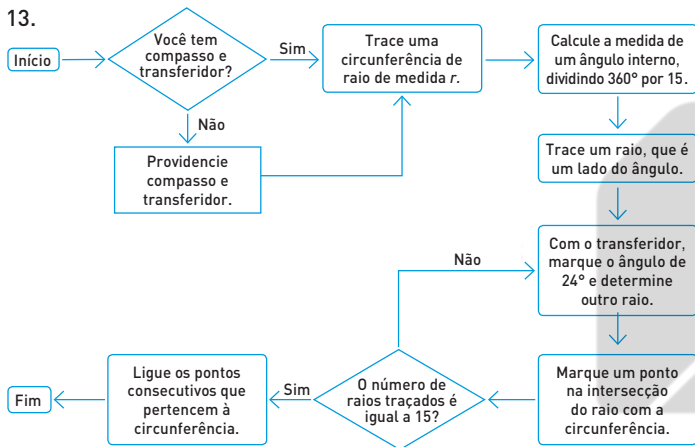 13.
Início
Você tem
compasso e
transferidor?
Sim
Trace uma
circunferência de
raio de medida r.
Calcule a medida de
um ângulo interno,
dividindo 360° por 15.
Não
Providencie
compasso e
transferidor.
Trace um raio, que é
um lado do ângulo.
Com o transferidor,
marque o ângulo de
24° e determine
outro raio.
Não
Marque um ponto
na intersecção
do raio com a
circunferência.
O número de
raios traçados é
igual a 15?
Sim
Ligue os pontos
consecutivos que
pertencem à
circunferência.
Fim